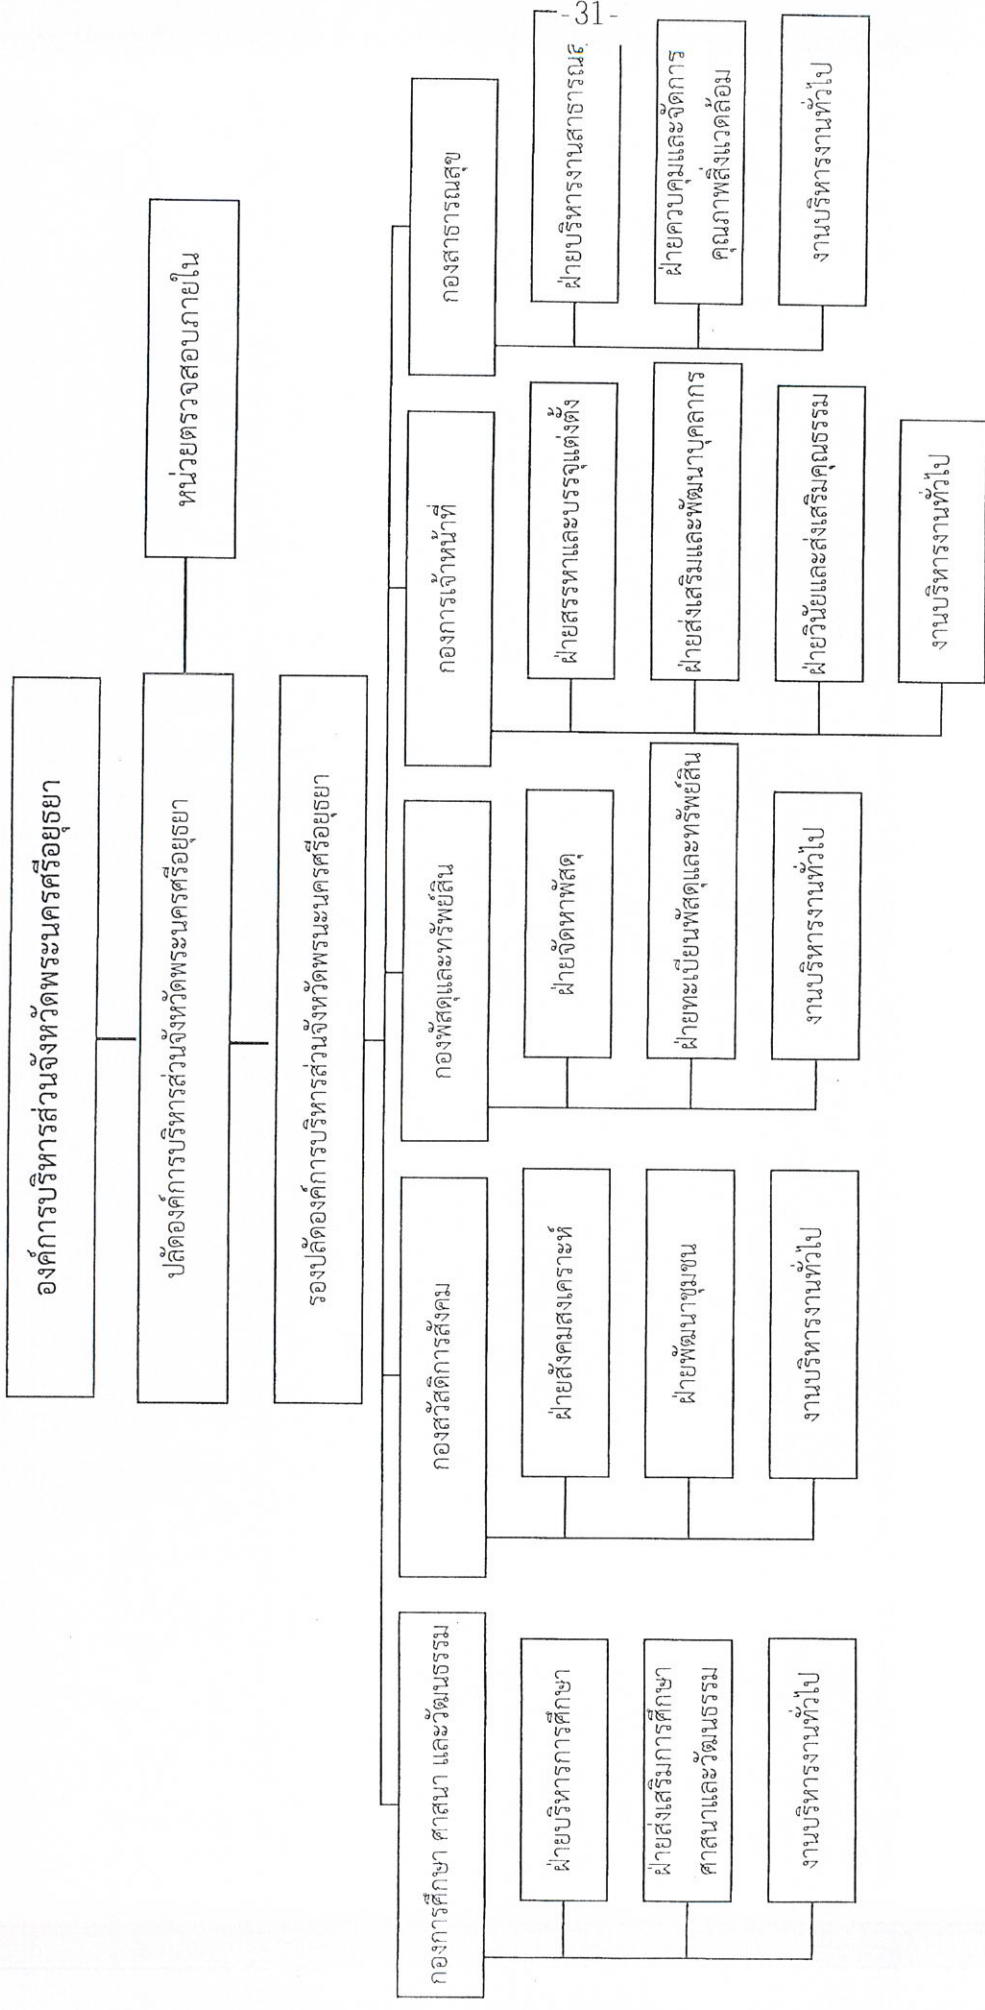 -31-
องค์การบริหารส่วนจังหวัดพระนครศรีอยุธยา
ปลัดองค์การบริหารส่วนจังหวัดพระนครศรีอยุธยา
หน่วยตรวจสอบภายใน
รองปลัดองค์การบริหารส่วนจังหวัดพรนะนครศรีอยุธยา
กองการศึกษา ศาสนา และวัฒนธรรม
ฝ่ายบริหารการศึกษา
ฝ่ายส่งเสริมการศึกษา
ศาสนาและวัฒนธรรม
งานบริหารงานทั่วไป
กองสวัสดิการสังคม
ฝ่ายสังคมสงเคราะห์
ฝ่ายพัฒนาชุมชน
งานบริหารงานทั่วไป
กองพัสดุและทรัพย์สิน
ฝ่ายจัดหาพัสดุ
ฝ่ายทะเบียนพัสดุและทรัพย์สิน
งานบริหารงานทั่วไป
กองการเจ้าหน้าที่
ฝ่ายสรรหาและบรรจุแต่งตั้ง
ฝ่ายส่งเสริมและพัฒนาบุคลากร
ฝ่ายวินัยและส่งเสริมคุณธรรม
งานบริหารงานทั่วไป
กองสาธารณสุข
ฝ่ายบริหารงานสาธารณส
ฝ่ายควบคุมและจัดการ
คุณภาพสิ่งแวดล้อม
งานบริหารงานทั่วไป